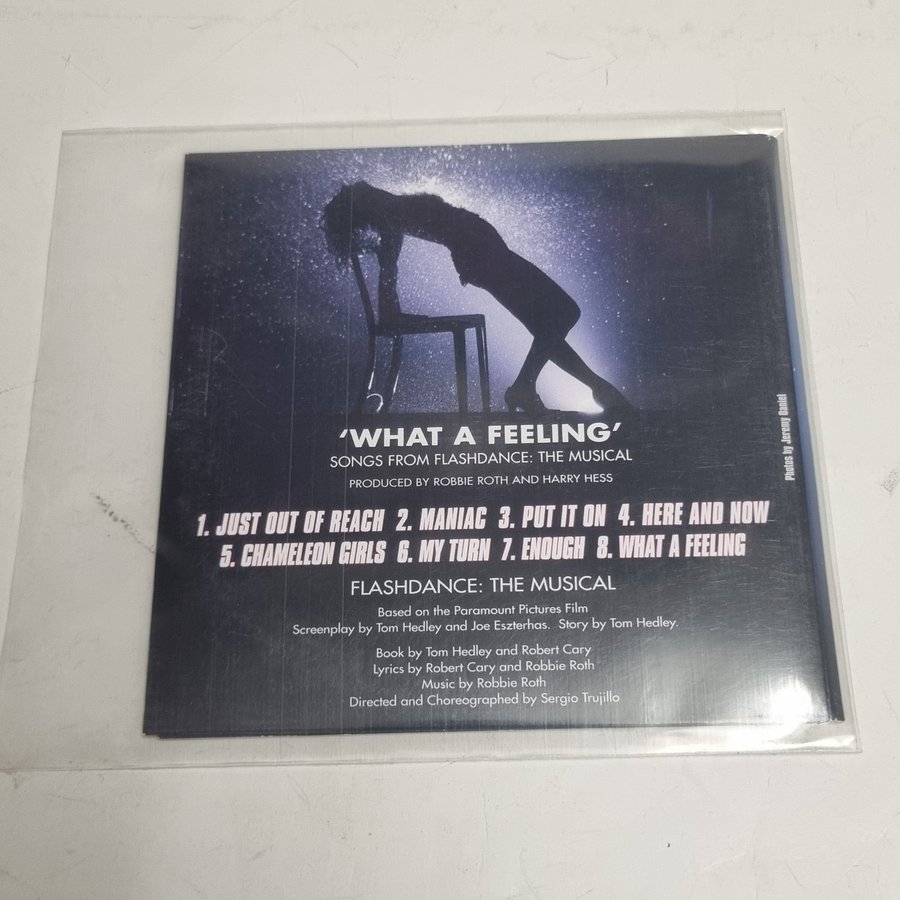 'WHAT A FEELING'
SONGS FROM FLASHDANCE: THE MUSICAL
PRODUCED BY ROBBIE ROTH AND HARRY HESS
1. JUST OUT OF REACH 2. MANIAC 3. PUT IT ON 4. HERE AND NOW
5. CHAMELEON GIRLS 6. MY TURN 7. ENOUGH 8. WHAT A FEELING
FLASHDANCE: THE MUSICAL
Based on the Paramount Pictures Film
Screenplay by Tom Hedley and Joe Eszterhas. Story by Tom Hedley.
Book by Tom Hedley and Robert Cary
Lyrics by Robert Cary and Robbie Roth
Music by Robbie Roth
Directed and Choreographed by Sergio Trujillo
Photos by Jeremy Daniel